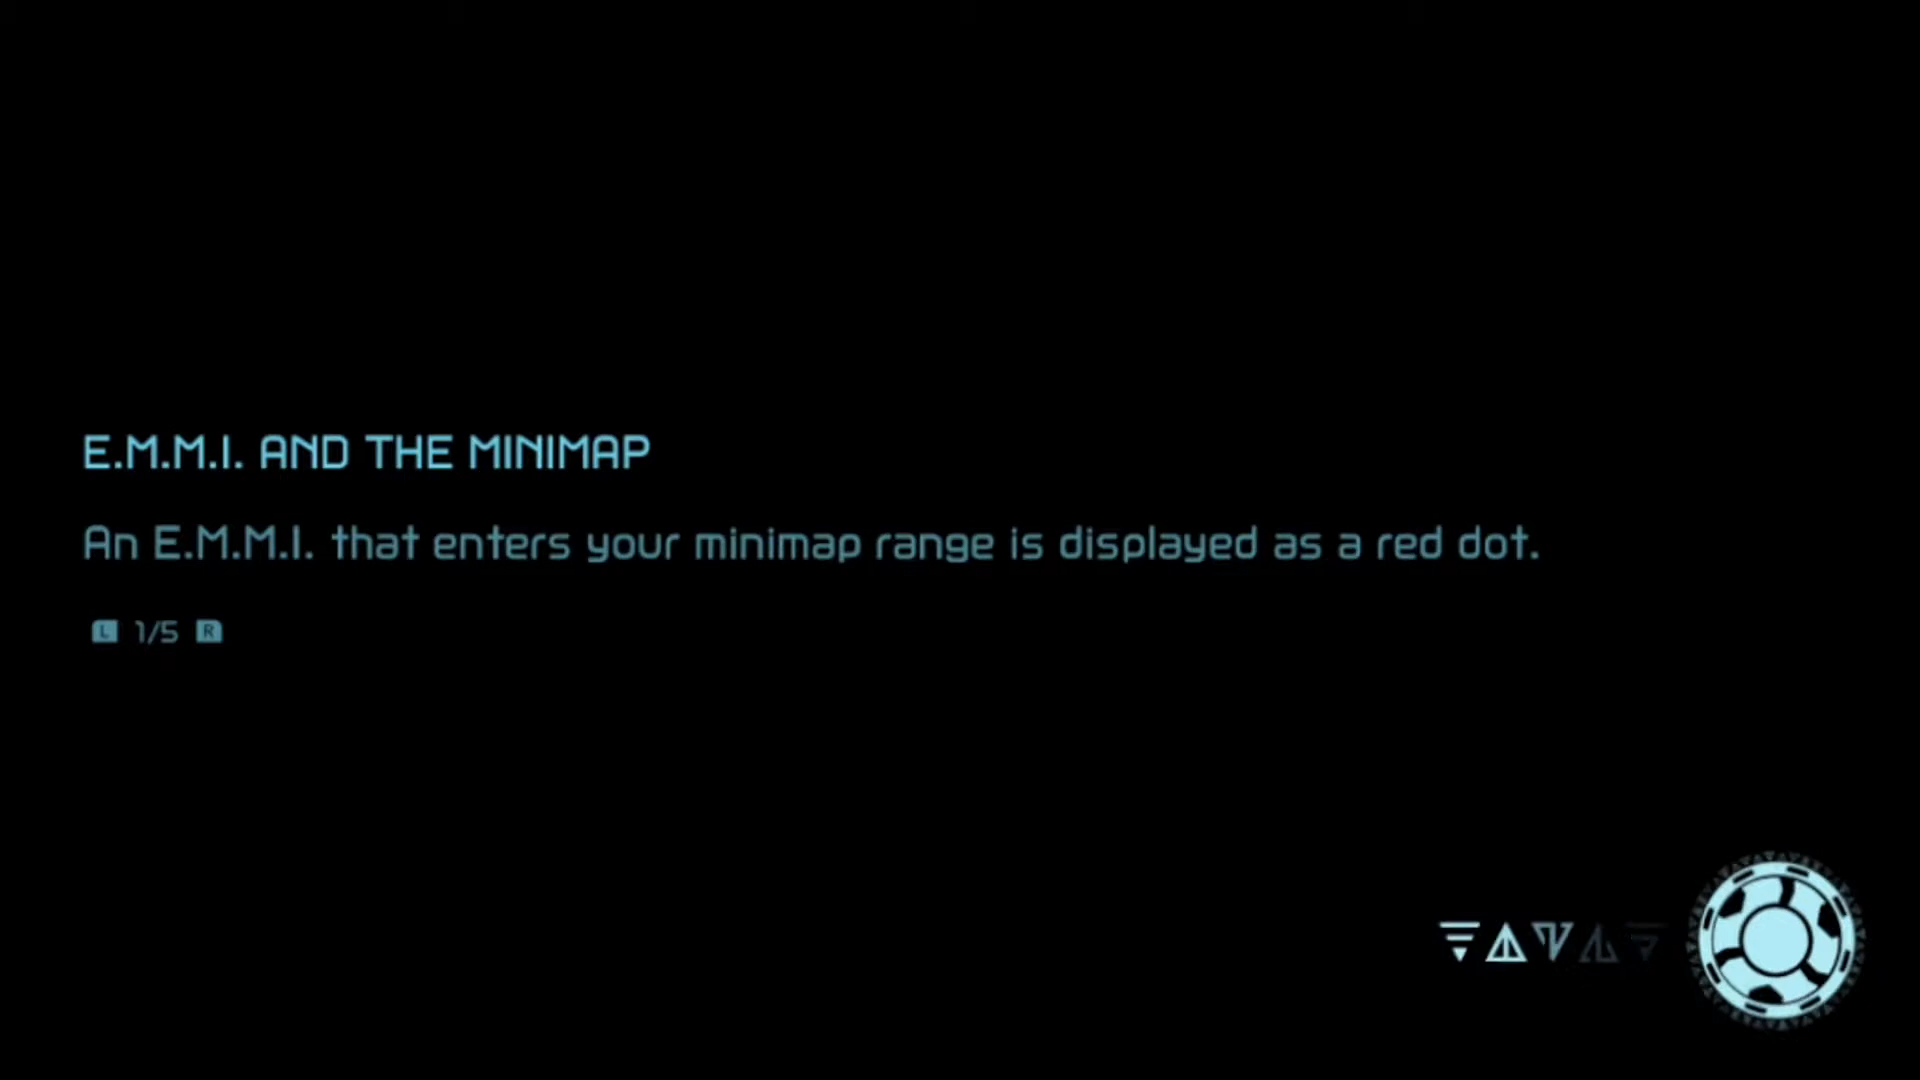 E.M.M.I. AND THE MINIMAP
An E.M.M.I. that enters your minimap range is displayed as a red dot.
L 1/5 R